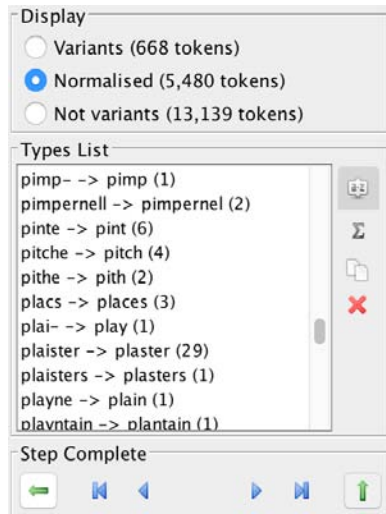 Display
Variants (668 tokens)
Normalised (5,480 tokens)
Not variants (13,139 tokens)
Types List
pimp- -> pimp (1)
pimpernell -> pimpernel (2)
pinte -> pint (6)
pitche -> pitch (4)
pithe -> pith (2)
placs -> places (3)
plai- -> play (1)
plaister -> plaster (29)
plaisters -> plasters (1)
playne -> plain (1)
playntain -> plantain (1)
a-z
Σ
Step Complete